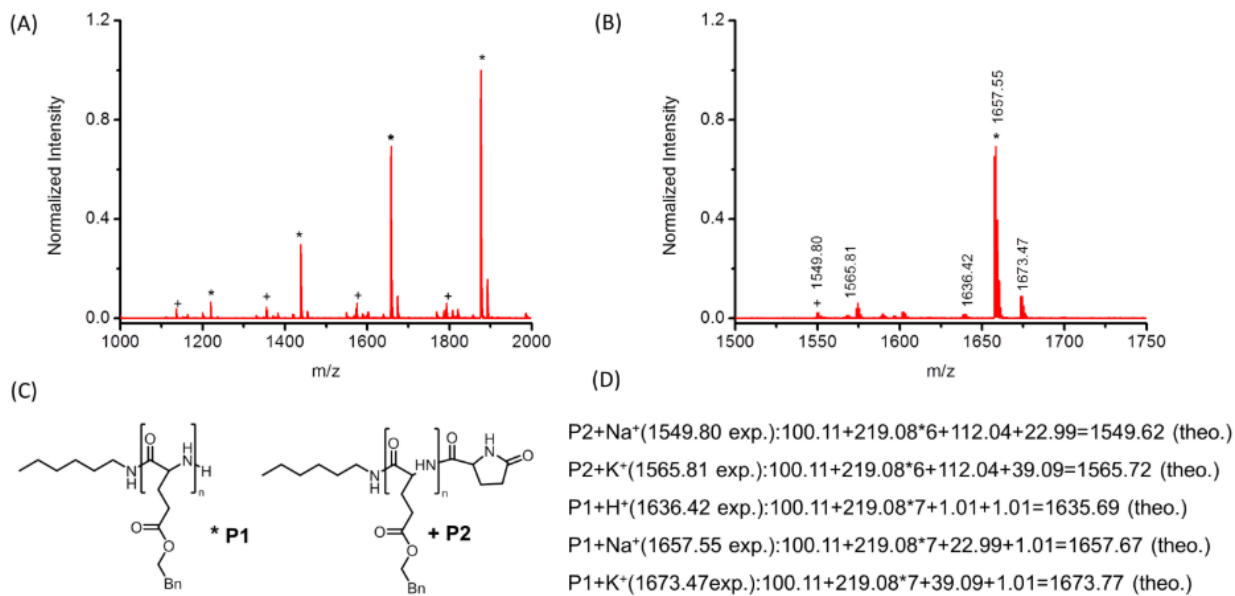 (A)
1.2
0.8
0.4
0.0
Normalized Intensity
1000 1200 1400 1600 1800 2000
m/z
+ * + * + * + *
(B)
1.2
0.8
0.4
0.0
Normalized Intensity
1500 1550 1600 1650 1700 1750
m/z
+ 1549.80
1565.81
1636.42
* 1657.55
1673.47
(C)
O
H
N
H
N
H
n
O
O
Bn
* P1
O
N
H
HN
n
O
H
N
O
O
O
Bn
+ P2
(D)
P2+Na⁺(1549.80 exp.):100.11+219.08*6+112.04+22.99=1549.62 (theo.)
P2+K⁺(1565.81 exp.):100.11+219.08*6+112.04+39.09=1565.72 (theo.)
P1+H⁺(1636.42 exp.):100.11+219.08*7+1.01+1.01=1635.69 (theo.)
P1+Na⁺(1657.55 exp.):100.11+219.08*7+22.99+1.01=1657.67 (theo.)
P1+K⁺(1673.47exp.):100.11+219.08*7+39.09+1.01=1673.77 (theo.)